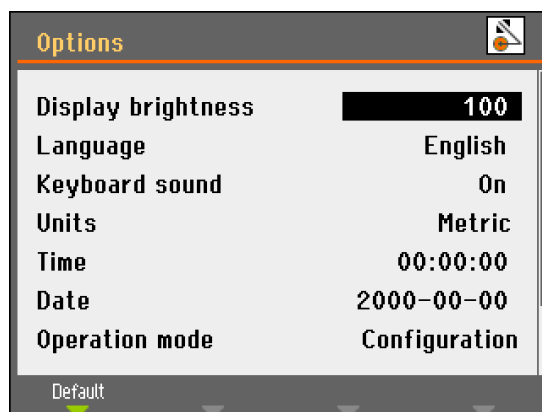 Options
Display brightness 100
Language English
Keyboard sound On
Units Metric
Time 00:00:00
Date 2000-00-00
Operation mode Configuration
Default